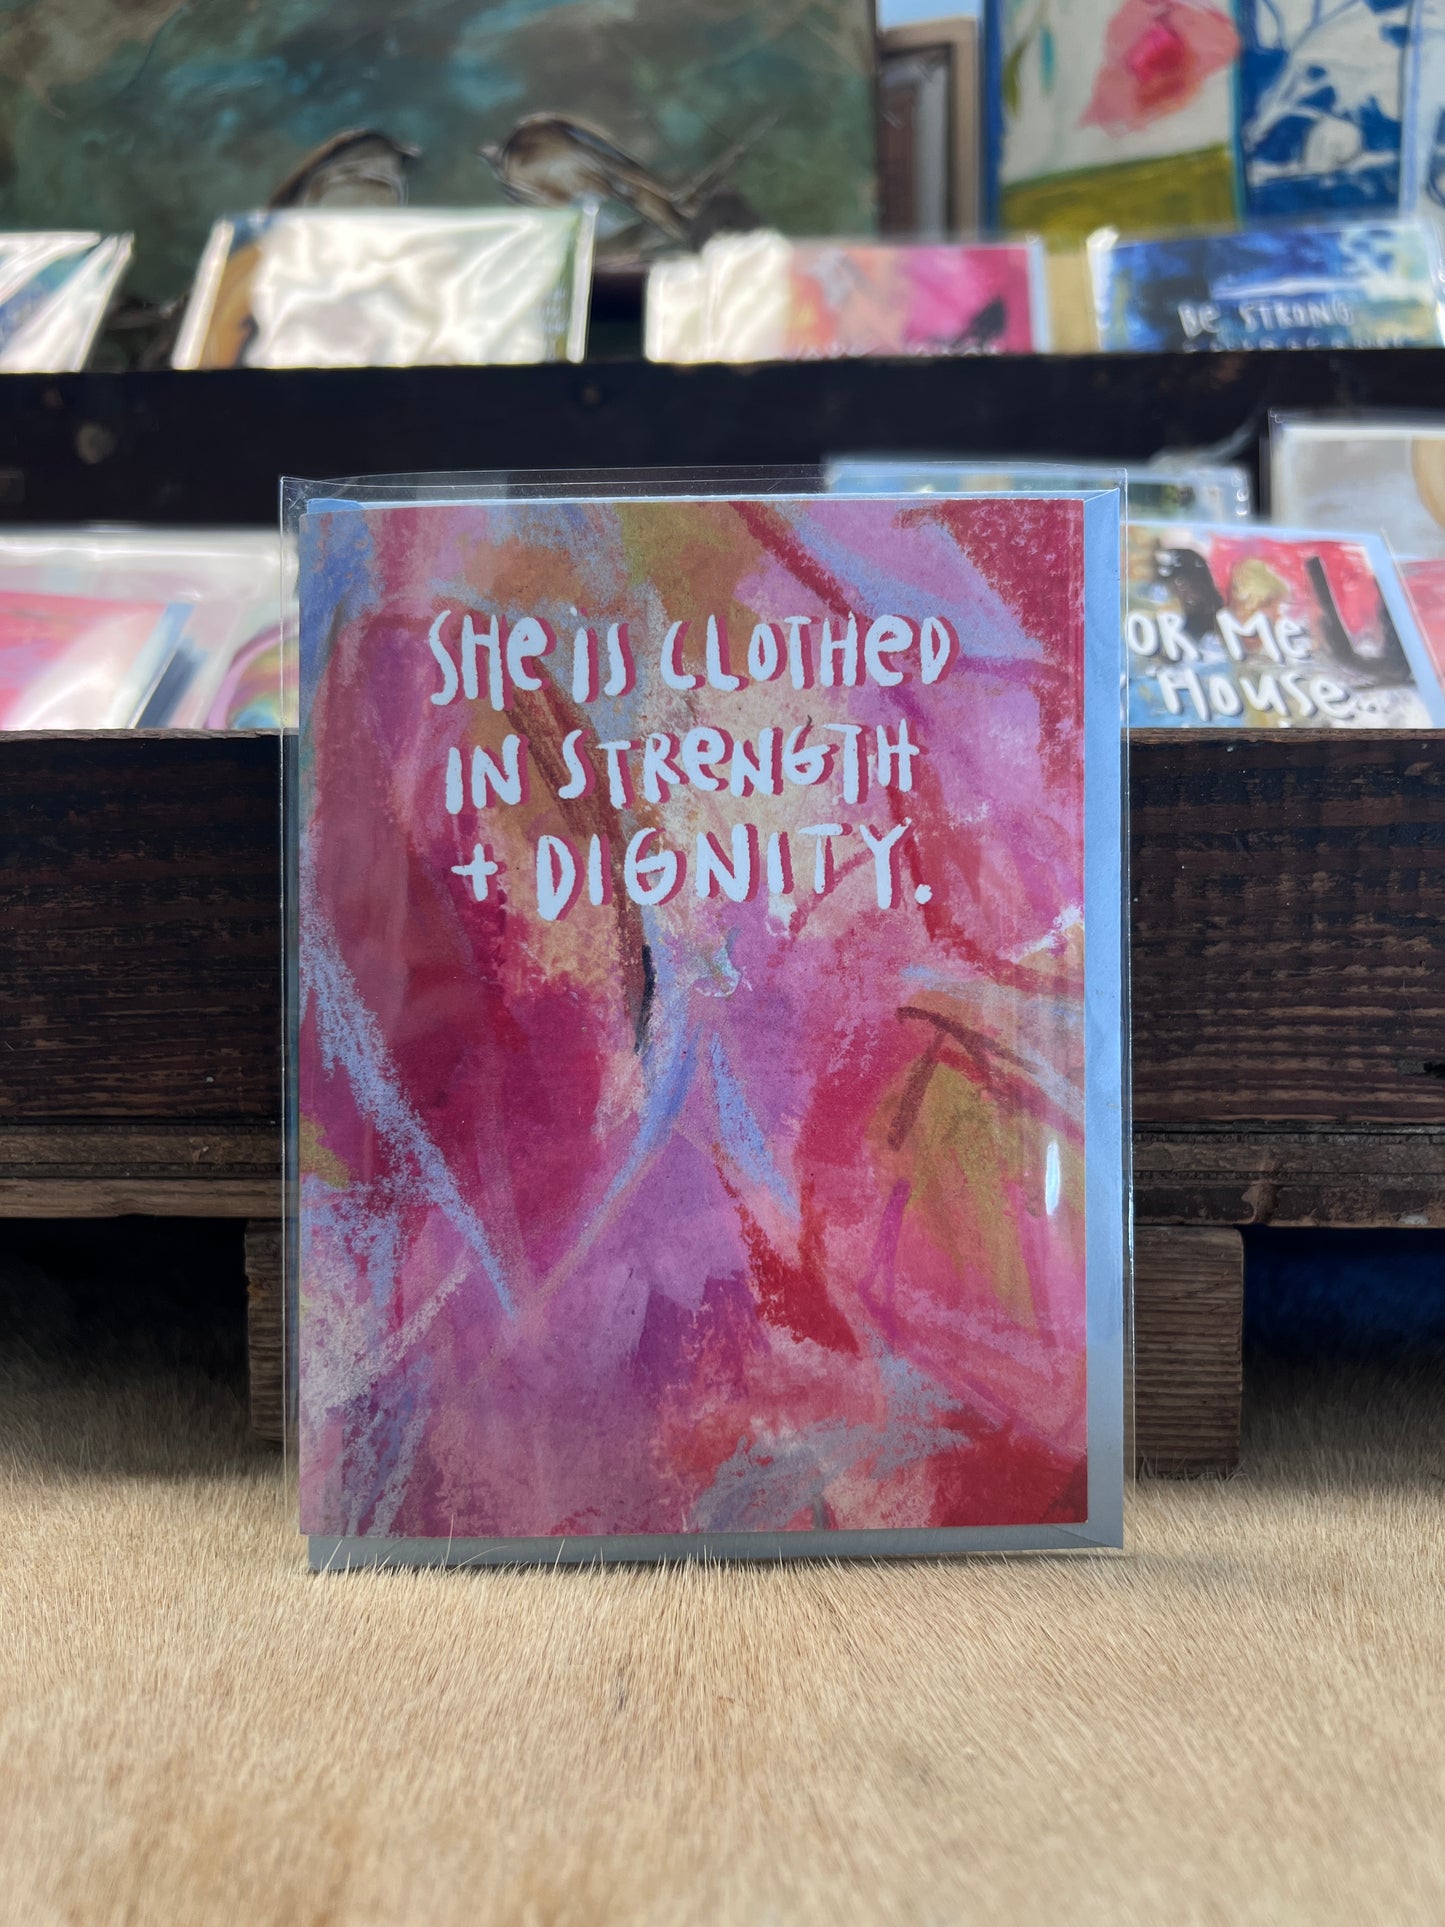 BE STRONG
OR ME
HOUSE...
SHE IS CLOTHED
IN STRENGTH
+ DIGNITY.